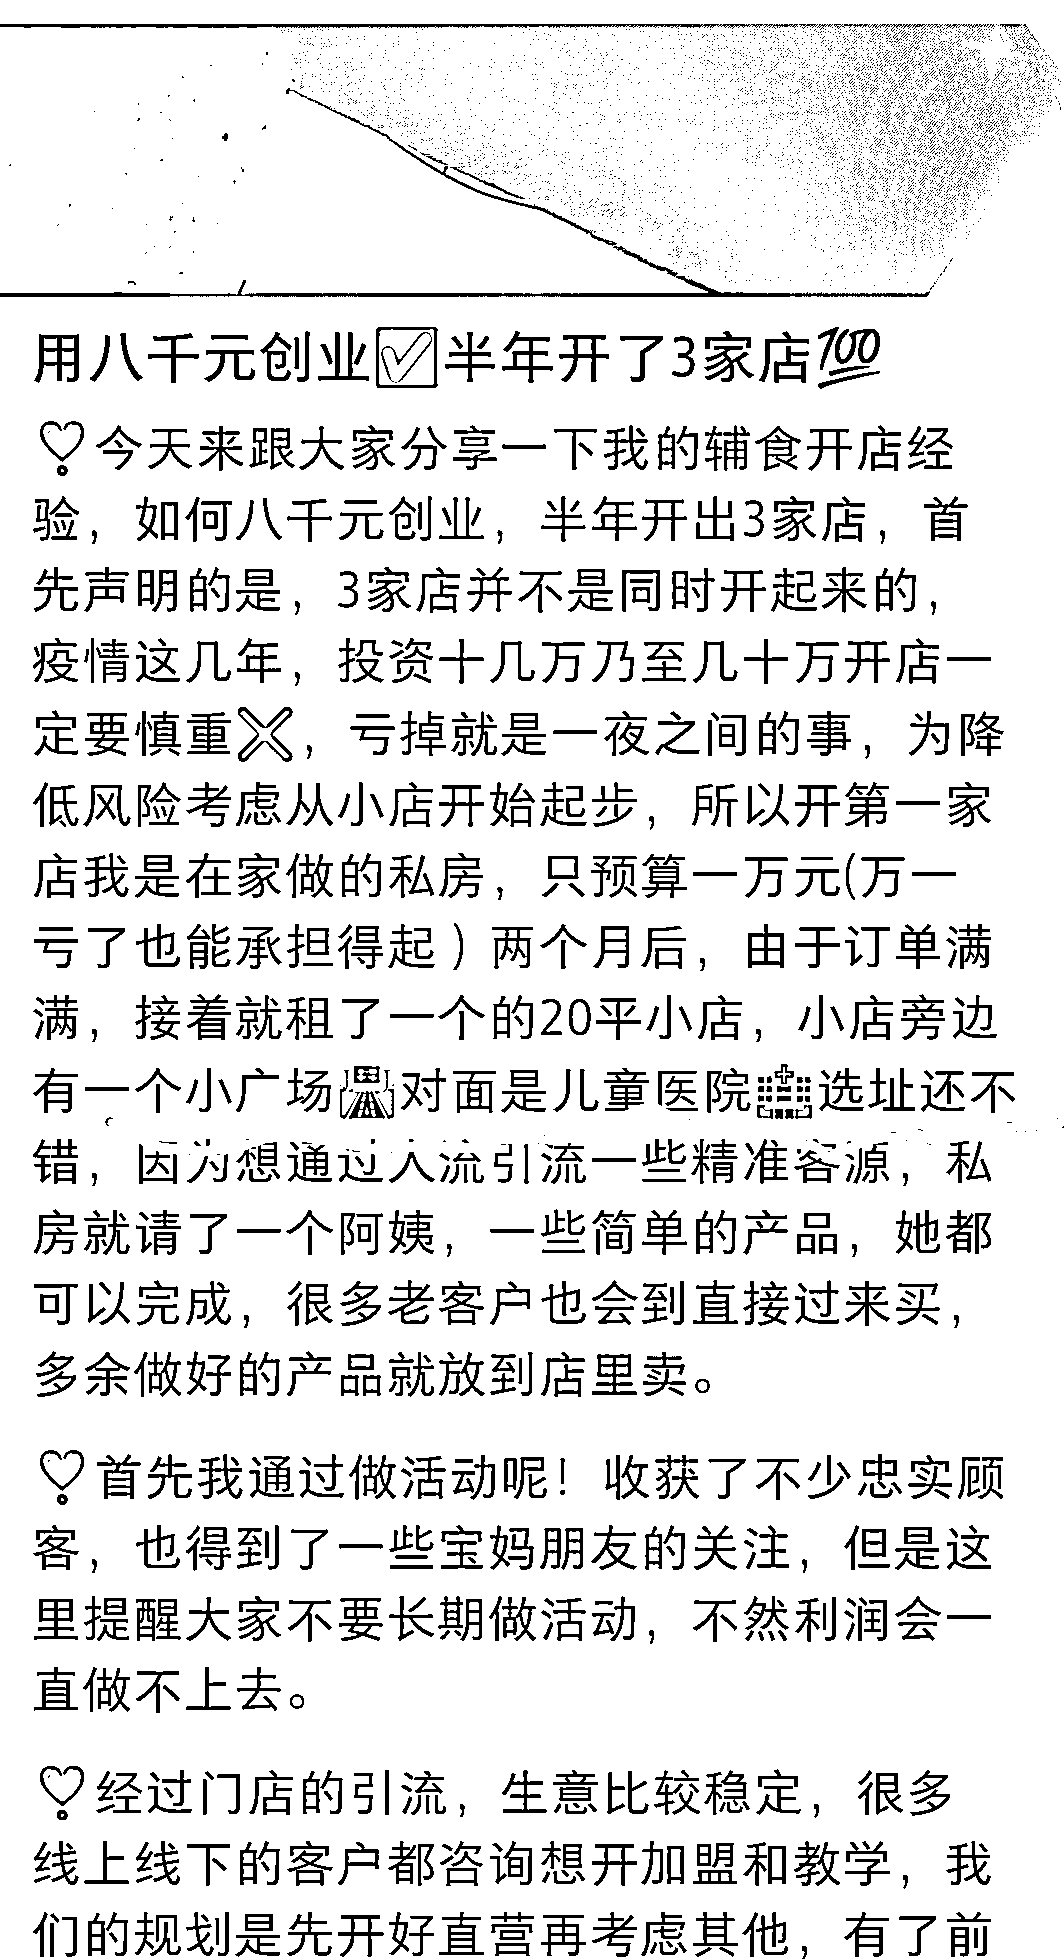 用八千元创业✅半年开了3家店💯
❣️今天来跟大家分享一下我的辅食开店经
验，如何八千元创业，半年开出3家店，首
先声明的是，3家店并不是同时开起来的，
疫情这几年，投资十几万乃至几十万开店一
定要慎重❌，亏掉就是一夜之间的事，为降
低风险考虑从小店开始起步，所以开第一家
店我是在家做的私房，只预算一万元(万一
亏了也能承担得起）两个月后，由于订单满
满，接着就租了一个的20平小店，小店旁边
有一个小广场🛣️对面是儿童医院🏥选址还不
错，因为想通过人流引流一些精准客源，私
房就请了一个阿姨，一些简单的产品，她都
可以完成，很多老客户也会到直接过来买，
多余做好的产品就放到店里卖。
❣️首先我通过做活动呢！收获了不少忠实顾
客，也得到了一些宝妈朋友的关注，但是这
里提醒大家不要长期做活动，不然利润会一
直做不上去。
❣️经过门店的引流，生意比较稳定，很多
线上线下的客户都咨询想开加盟和教学，我
们的规划是先开好直营再考虑其他，有了前